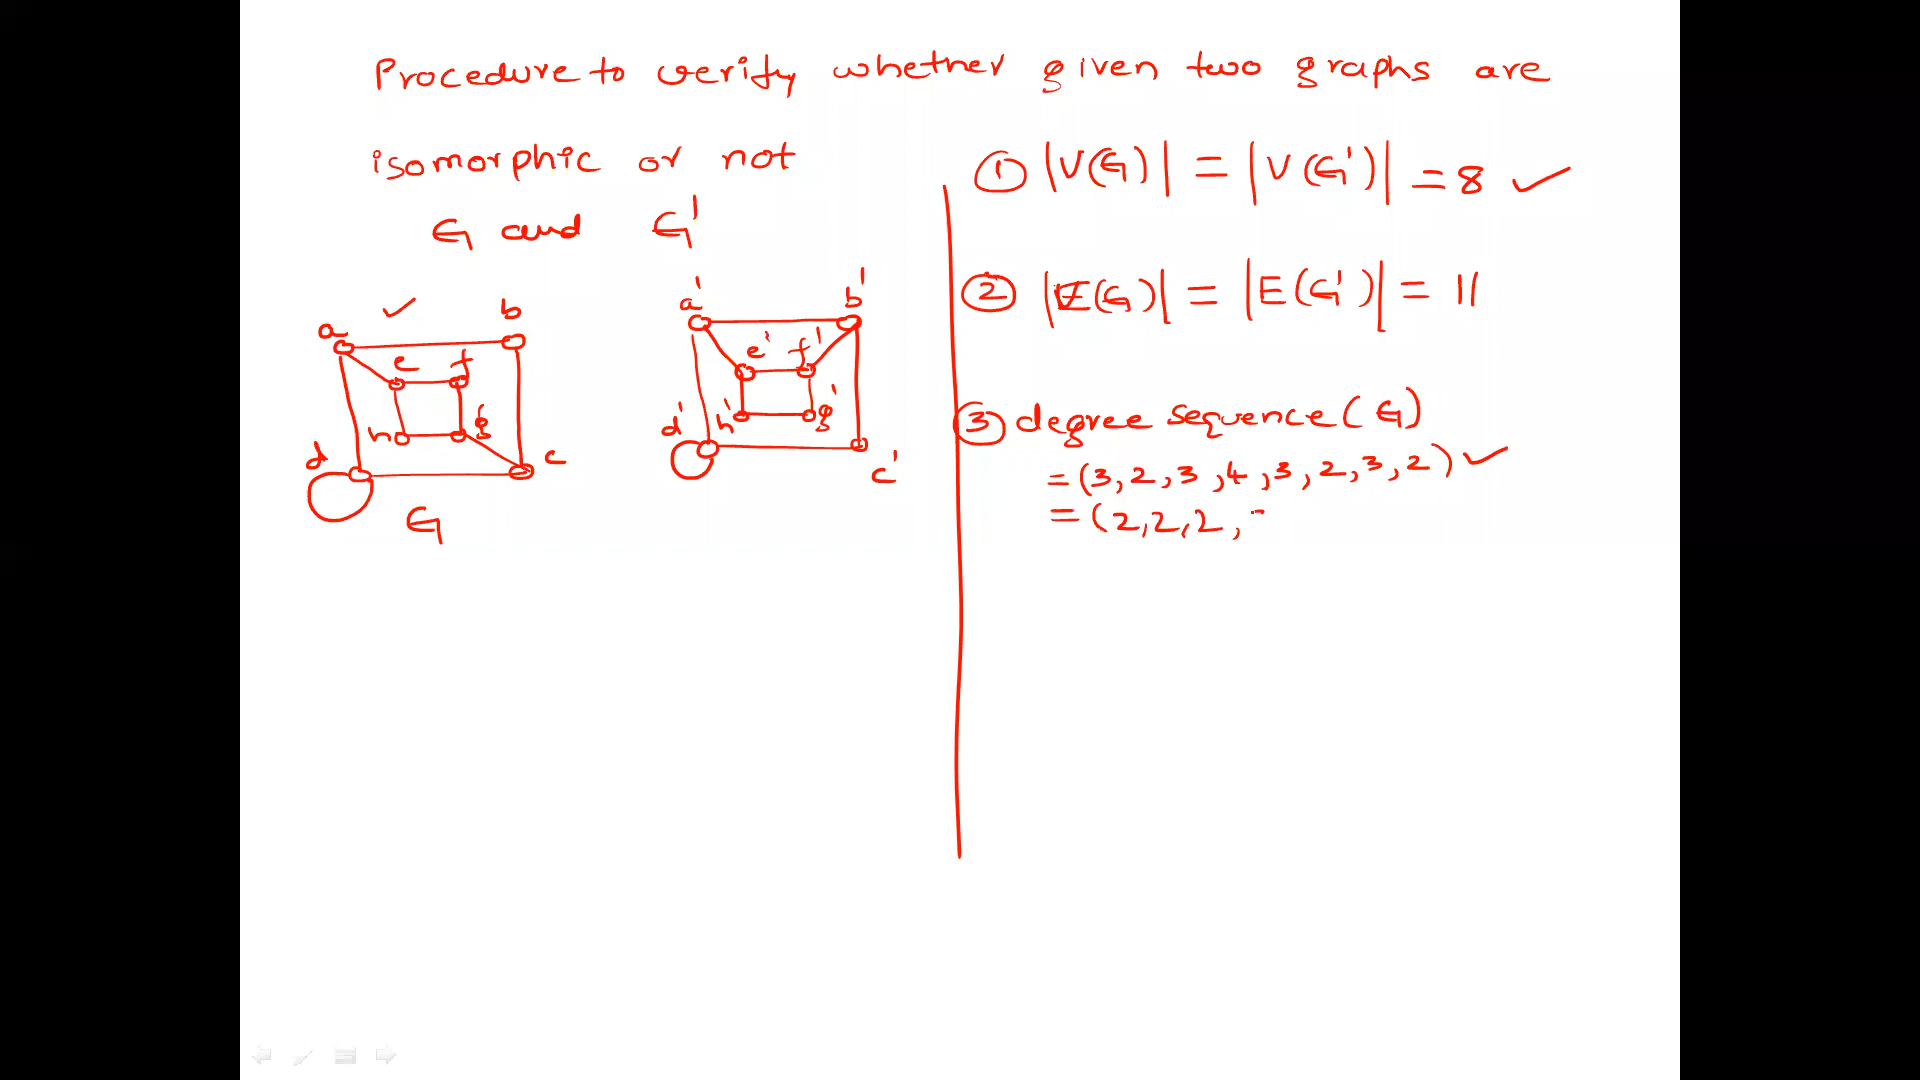 Procedure to verify whether given two graphs are
isomorphic or not
G and G'
a b
e f
h g
d c
G
a' b'
e' f'
h' g'
d' c'
① |V(G)| = |V(G')| = 8 ✓
② |E(G)| = |E(G')| = 11
③ degree sequence (G)
= (3, 2, 3, 4, 3, 2, 3, 2) ✓
= (2, 2, 2,